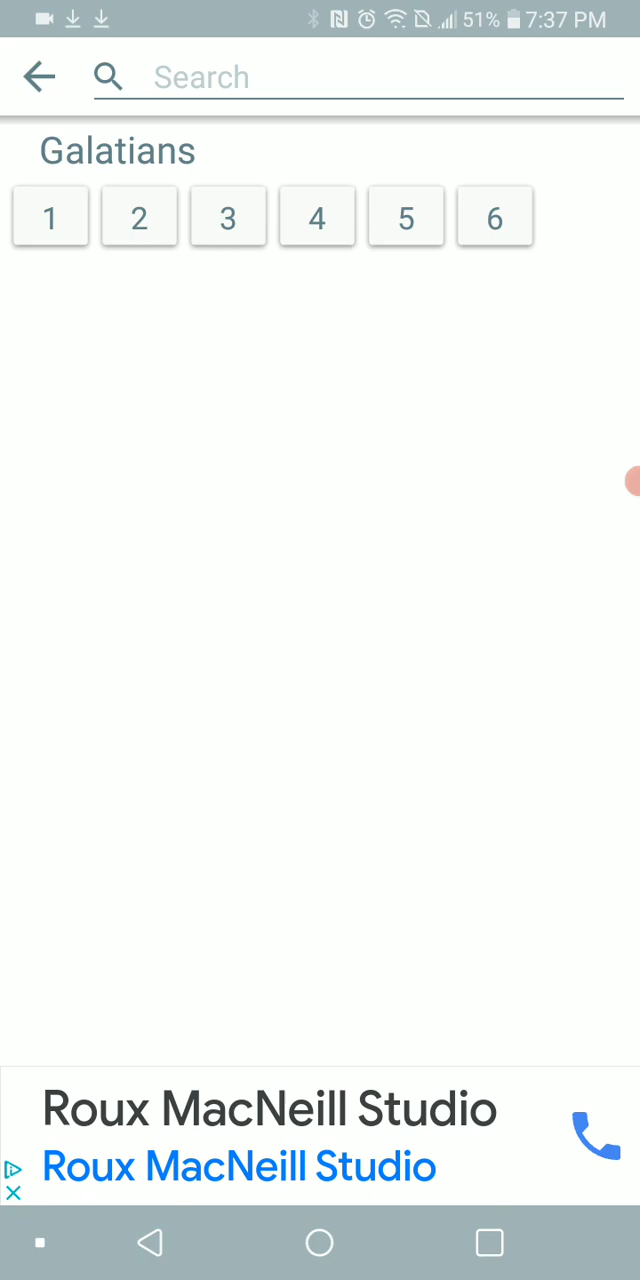 51% 7:37 PM
Search
Galatians
1 2 3 4 5 6
Roux MacNeill Studio
Roux MacNeill Studio